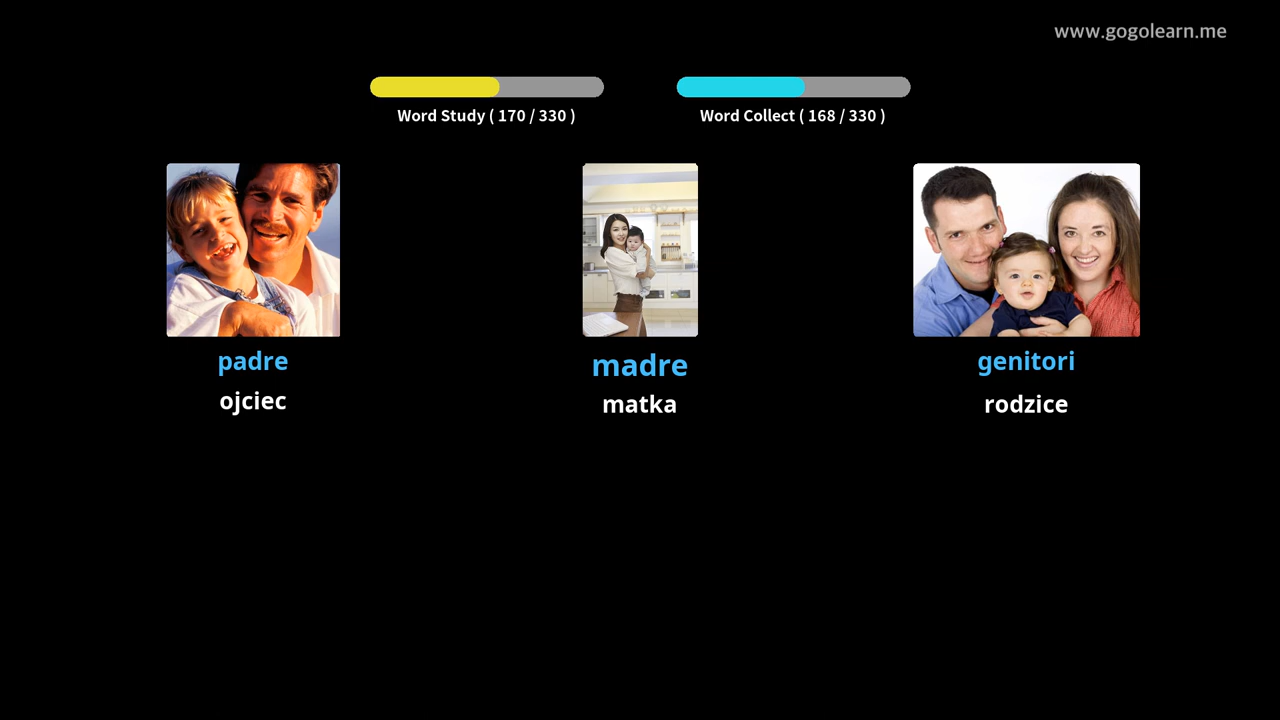 www.gogolearn.me
Word Study ( 170 / 330 )
Word Collect ( 168 / 330 )
padre
madre
genitori
ojciec
matka
rodzice